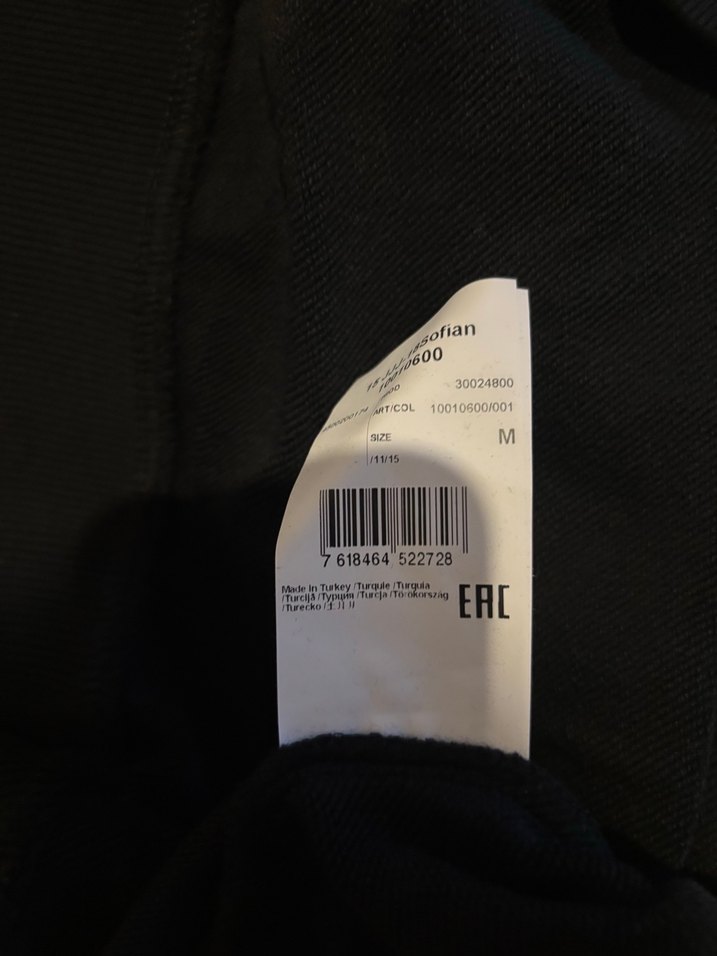 sofian
10010600
30024800
ART/COL 10010600/001
SIZE M
/11/15
7 618464 522728
Made in Turkey /Turquie /Turquia
/Turcijā /Турция /Turcja /Törökország
/Turecko
EAC